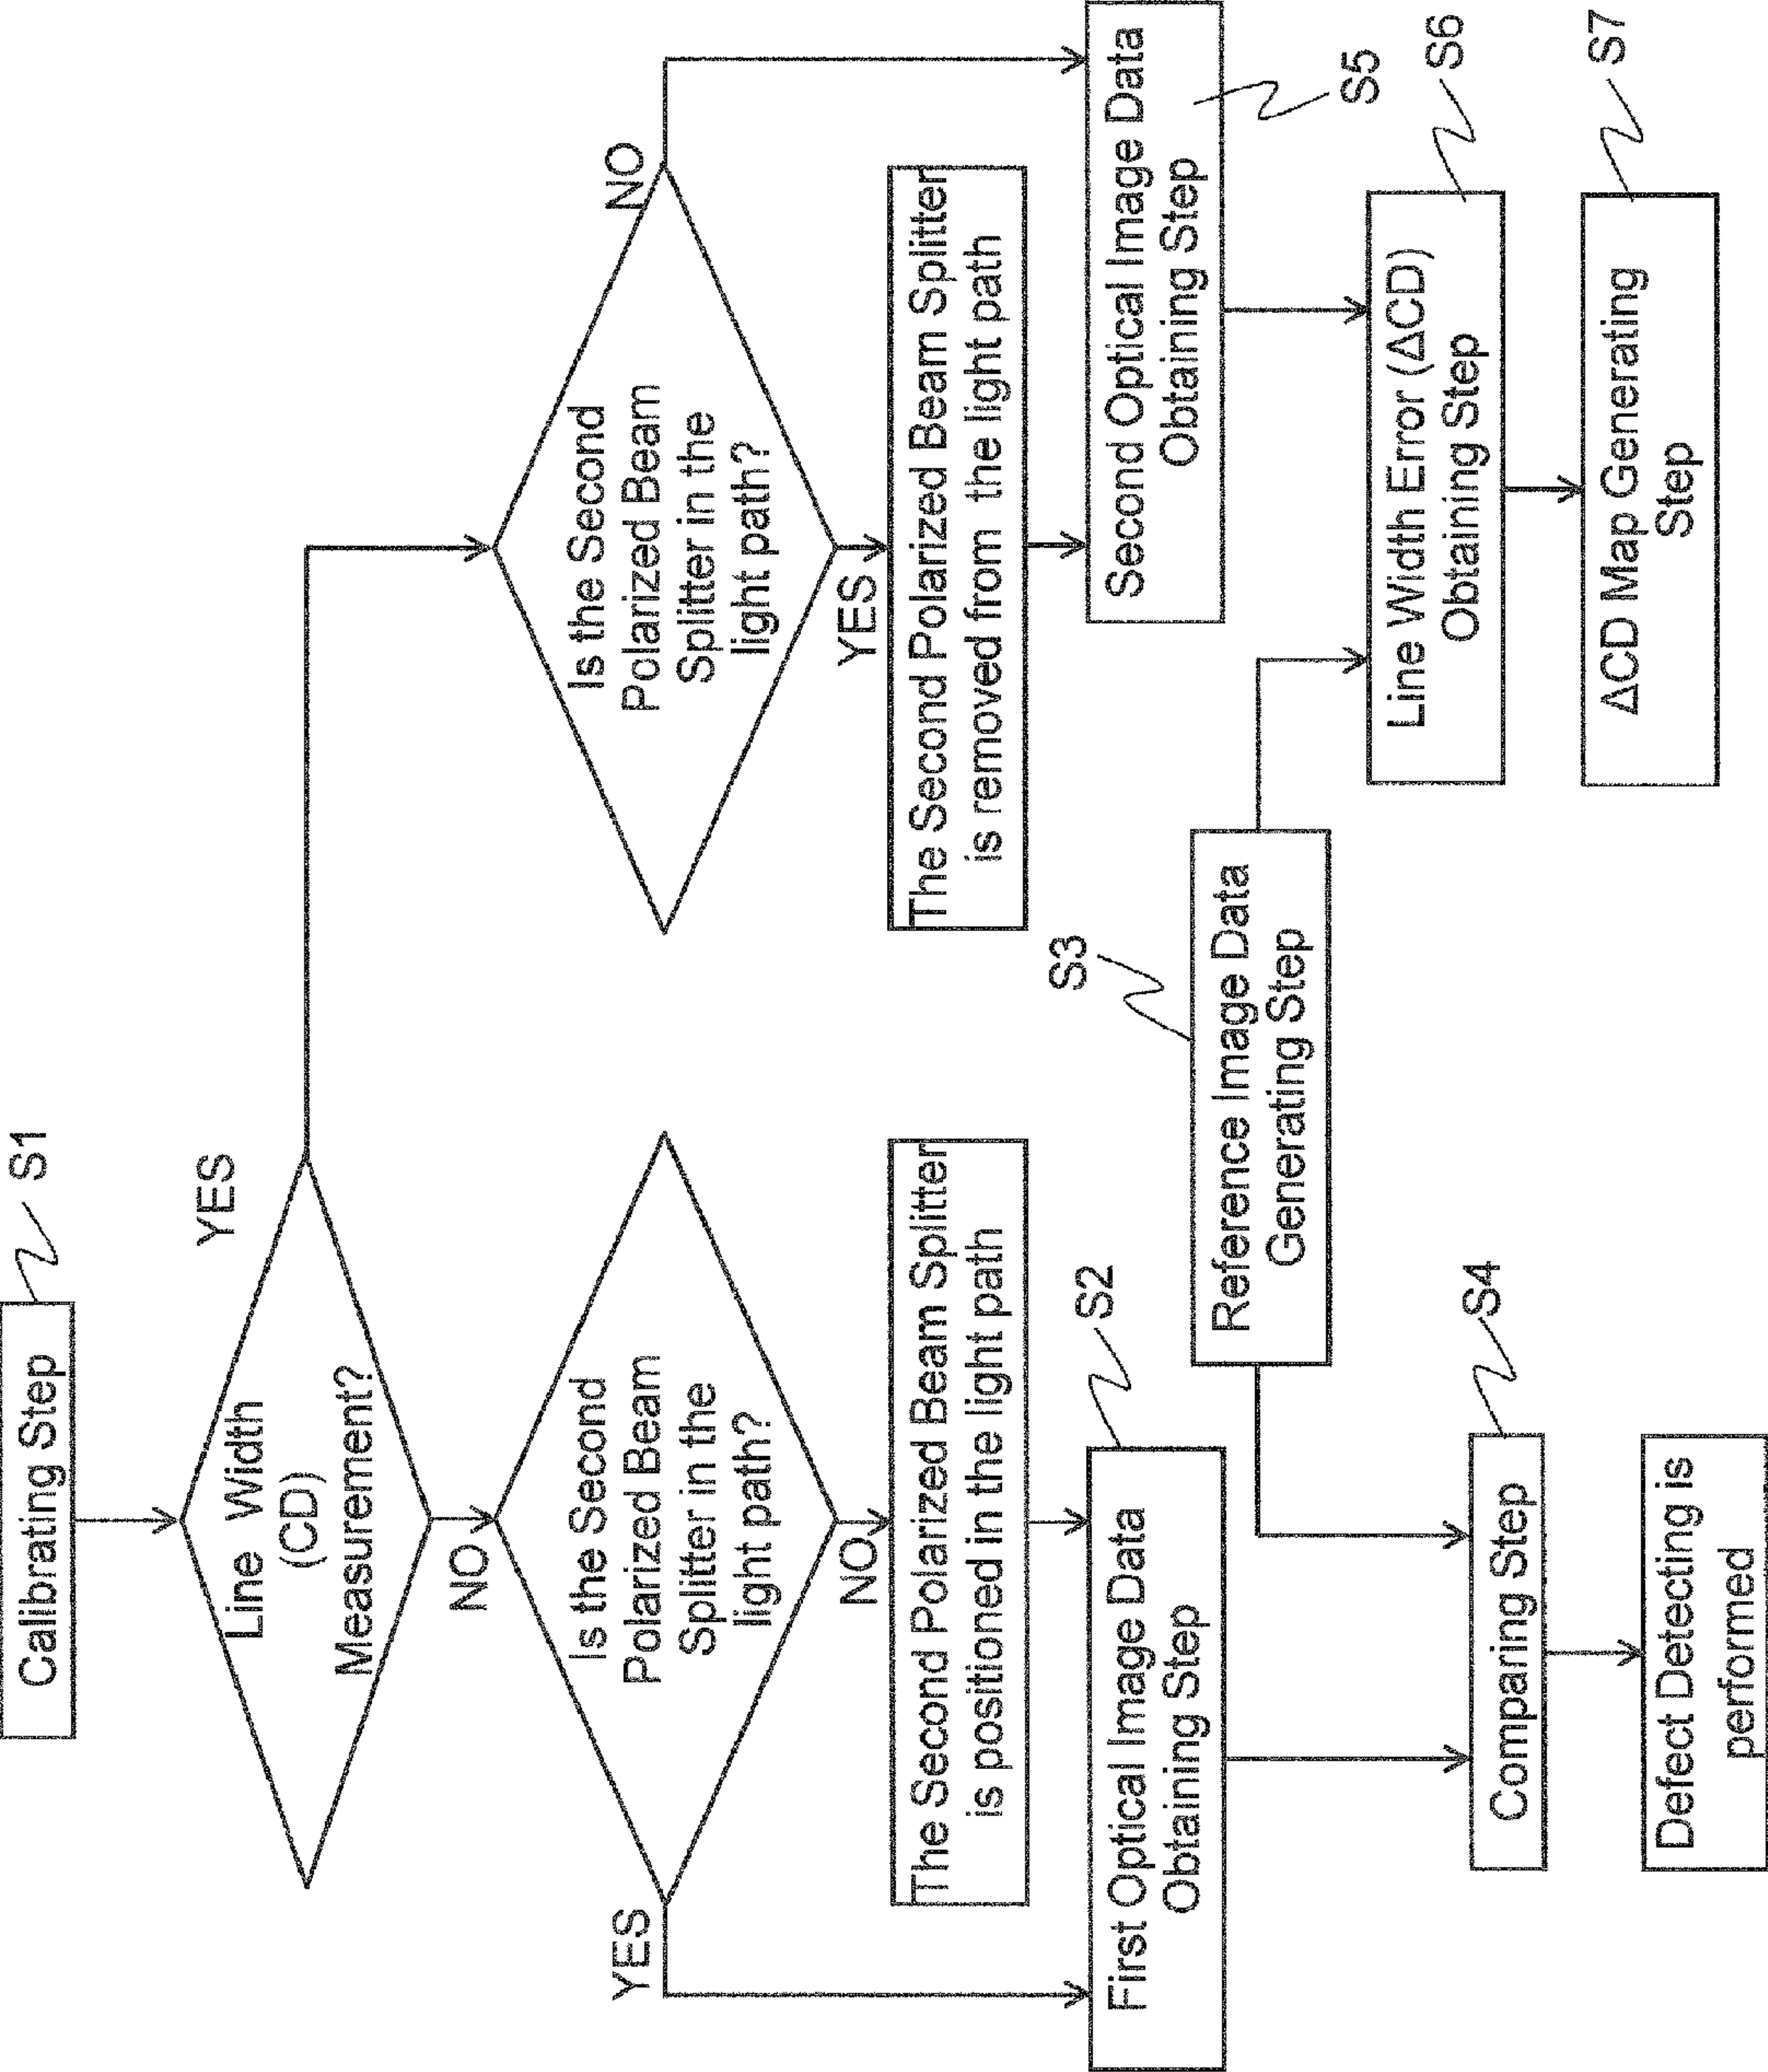 Calibrating Step
S1
Line Width
(CD)
Measurement?
YES
NO
Is the Second
Polarized Beam
Splitter in the
light path?
YES
NO
The Second Polarized Beam Splitter
is positioned in the light path
First Optical Image Data
Obtaining Step
S2
Is the Second
Polarized Beam
Splitter in the
light path?
NO
YES
The Second Polarized Beam Splitter
is removed from the light path
Second Optical Image Data
Obtaining Step
S5
Reference Image Data
Generating Step
S3
Comparing Step
S4
Defect Detecting is
performed
Line Width Error (ΔCD)
Obtaining Step
S6
ΔCD Map Generating
Step
S7